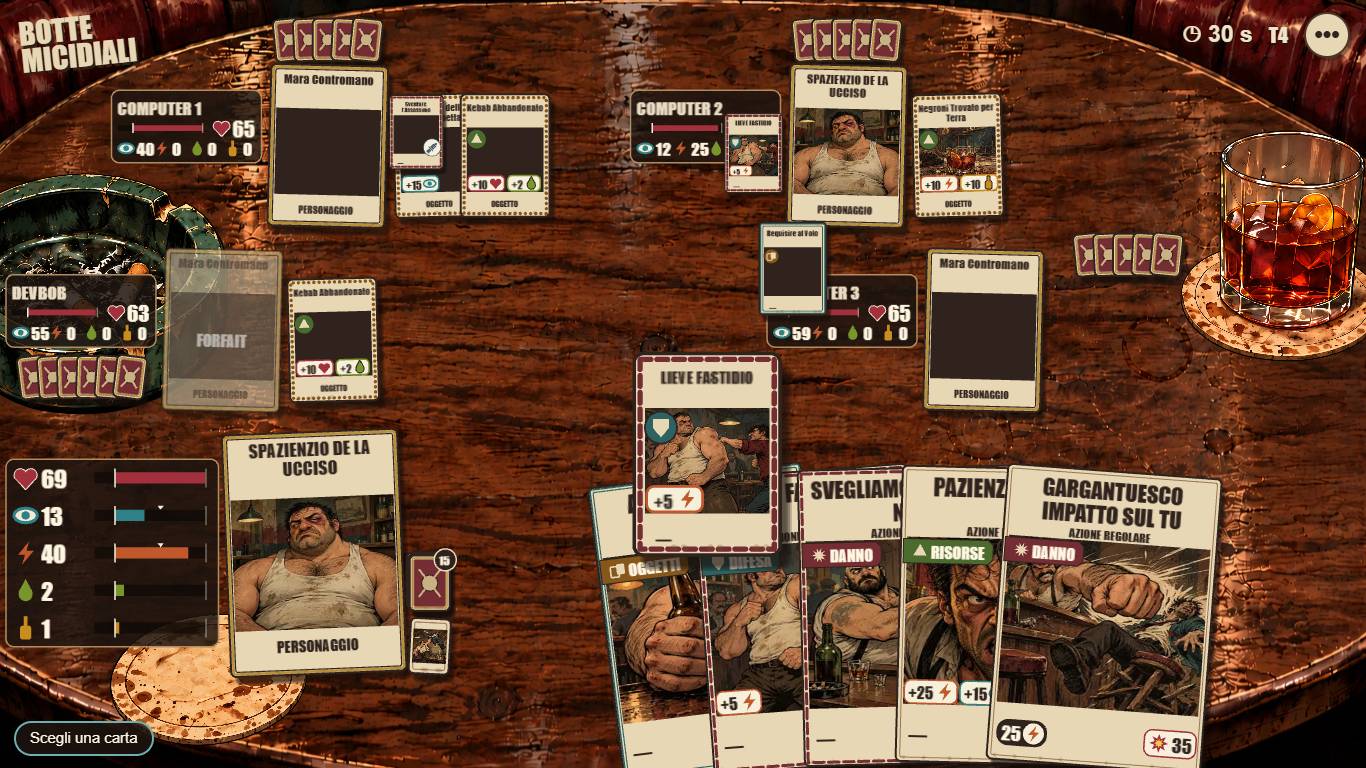 BOTTE
MICIDIALI
30 s T4
COMPUTER 1
65
40 0 0 0
Mara Contromano
PERSONAGGIO
+15
OGGETTO
Kebab Abbandonato
+10 +2
OGGETTO
COMPUTER 2
12 25
LIEVE FASTIDIO
+5
SPAZIENZIO DE LA
UCCISO
PERSONAGGIO
Negroni Trovato per
Terra
+10 +10
OGGETTO
DEVBOB
63
55 0 0 0
Mara Contromano
FORFAIT
PERSONAGGIO
Kebab Abbandonato
+10 +2
OGGETTO
Requisire al Volo
TER 3
65
59 0 0 0
Mara Contromano
PERSONAGGIO
69
13
40
2
1
SPAZIENZIO DE LA
UCCISO
PERSONAGGIO
15
LIEVE FASTIDIO
+5
OGGETTI
DIFESA
+5
SVEGLIAM
AZION
DANNO
PAZIENZ
AZIONE
RISORSE
+25 +15
GARGANTUESCO
IMPATTO SUL TU
AZIONE REGOLARE
DANNO
25
35
Scegli una carta